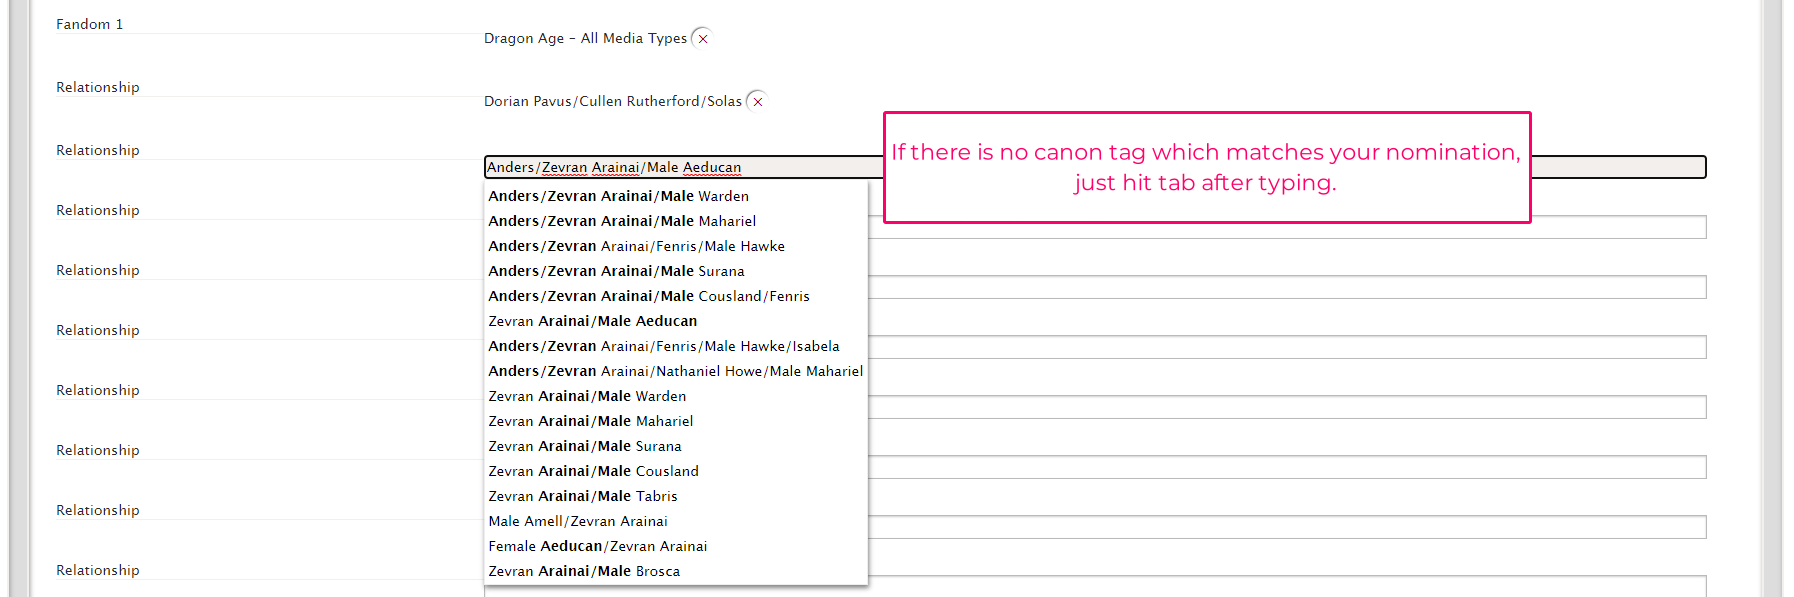 Fandom 1
Dragon Age – All Media Types
Relationship
Dorian Pavus/Cullen Rutherford/Solas
If there is no canon tag which matches your nomination,
just hit tab after typing.
Relationship
Anders/Zevran Arainai/Male Aeducan
Anders/Zevran Arainai/Male Warden
Relationship
Anders/Zevran Arainai/Male Mahariel
Anders/Zevran Arainai/Fenris/Male Hawke
Relationship
Anders/Zevran Arainai/Male Surana
Anders/Zevran Arainai/Male Cousland/Fenris
Zevran Arainai/Male Aeducan
Relationship
Anders/Zevran Arainai/Fenris/Male Hawke/Isabela
Anders/Zevran Arainai/Nathaniel Howe/Male Mahariel
Relationship
Zevran Arainai/Male Warden
Zevran Arainai/Male Mahariel
Relationship
Zevran Arainai/Male Surana
Zevran Arainai/Male Cousland
Zevran Arainai/Male Tabris
Relationship
Male Amell/Zevran Arainai
Female Aeducan/Zevran Arainai
Relationship
Zevran Arainai/Male Brosca